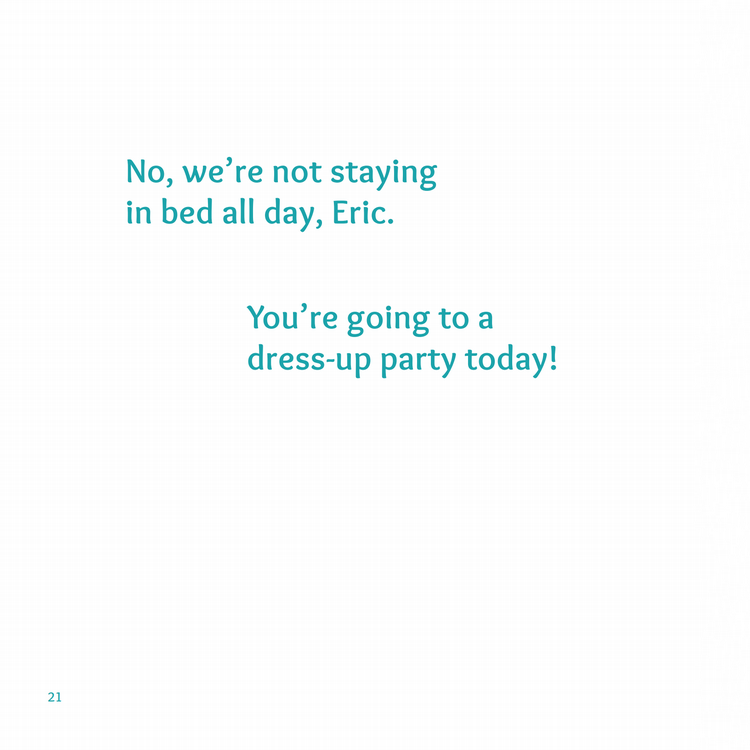 No, we’re not staying
in bed all day, Eric.
You’re going to a
dress-up party today!
21